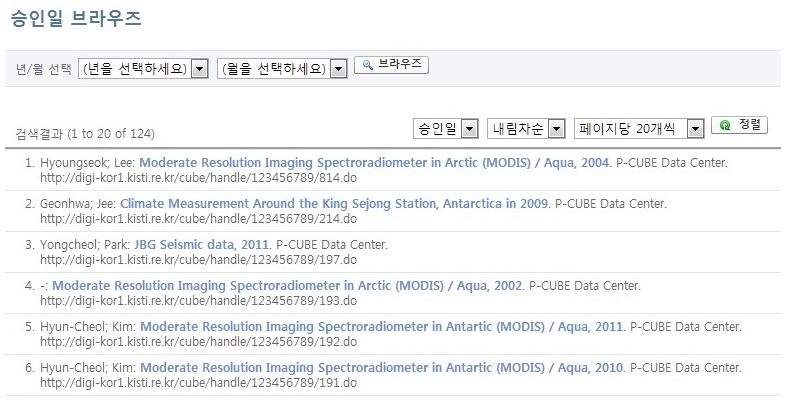 승인일 브라우즈
년/월 선택 (년을 선택하세요) (월을 선택하세요) 브라우즈
검색결과 (1 to 20 of 124) 승인일 내림차순 페이지당 20개씩 정렬
1. Hyoungseok; Lee: Moderate Resolution Imaging Spectroradiometer in Arctic (MODIS) / Aqua, 2004. P-CUBE Data Center.
http://digi-kor1.kisti.re.kr/cube/handle/123456789/814.do
2. Geonhwa; Jee: Climate Measurement Around the King Sejong Station, Antarctica in 2009. P-CUBE Data Center.
http://digi-kor1.kisti.re.kr/cube/handle/123456789/214.do
3. Yongcheol; Park: JBG Seismic data, 2011. P-CUBE Data Center.
http://digi-kor1.kisti.re.kr/cube/handle/123456789/197.do
4. -: Moderate Resolution Imaging Spectroradiometer in Arctic (MODIS) / Aqua, 2002. P-CUBE Data Center.
http://digi-kor1.kisti.re.kr/cube/handle/123456789/193.do
5. Hyun-Cheol; Kim: Moderate Resolution Imaging Spectroradiometer in Antartic (MODIS) / Aqua, 2011. P-CUBE Data Center.
http://digi-kor1.kisti.re.kr/cube/handle/123456789/192.do
6. Hyun-Cheol; Kim: Moderate Resolution Imaging Spectroradiometer in Antartic (MODIS) / Aqua, 2010. P-CUBE Data Center.
http://digi-kor1.kisti.re.kr/cube/handle/123456789/191.do